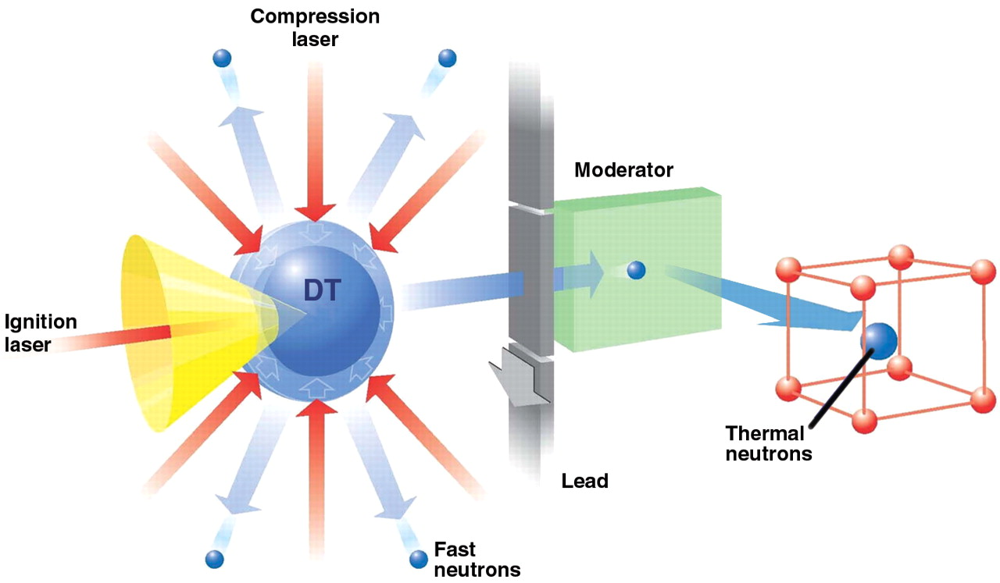 Compression
laser
Moderator
DT
Ignition
laser
Thermal
neutrons
Lead
Fast
neutrons